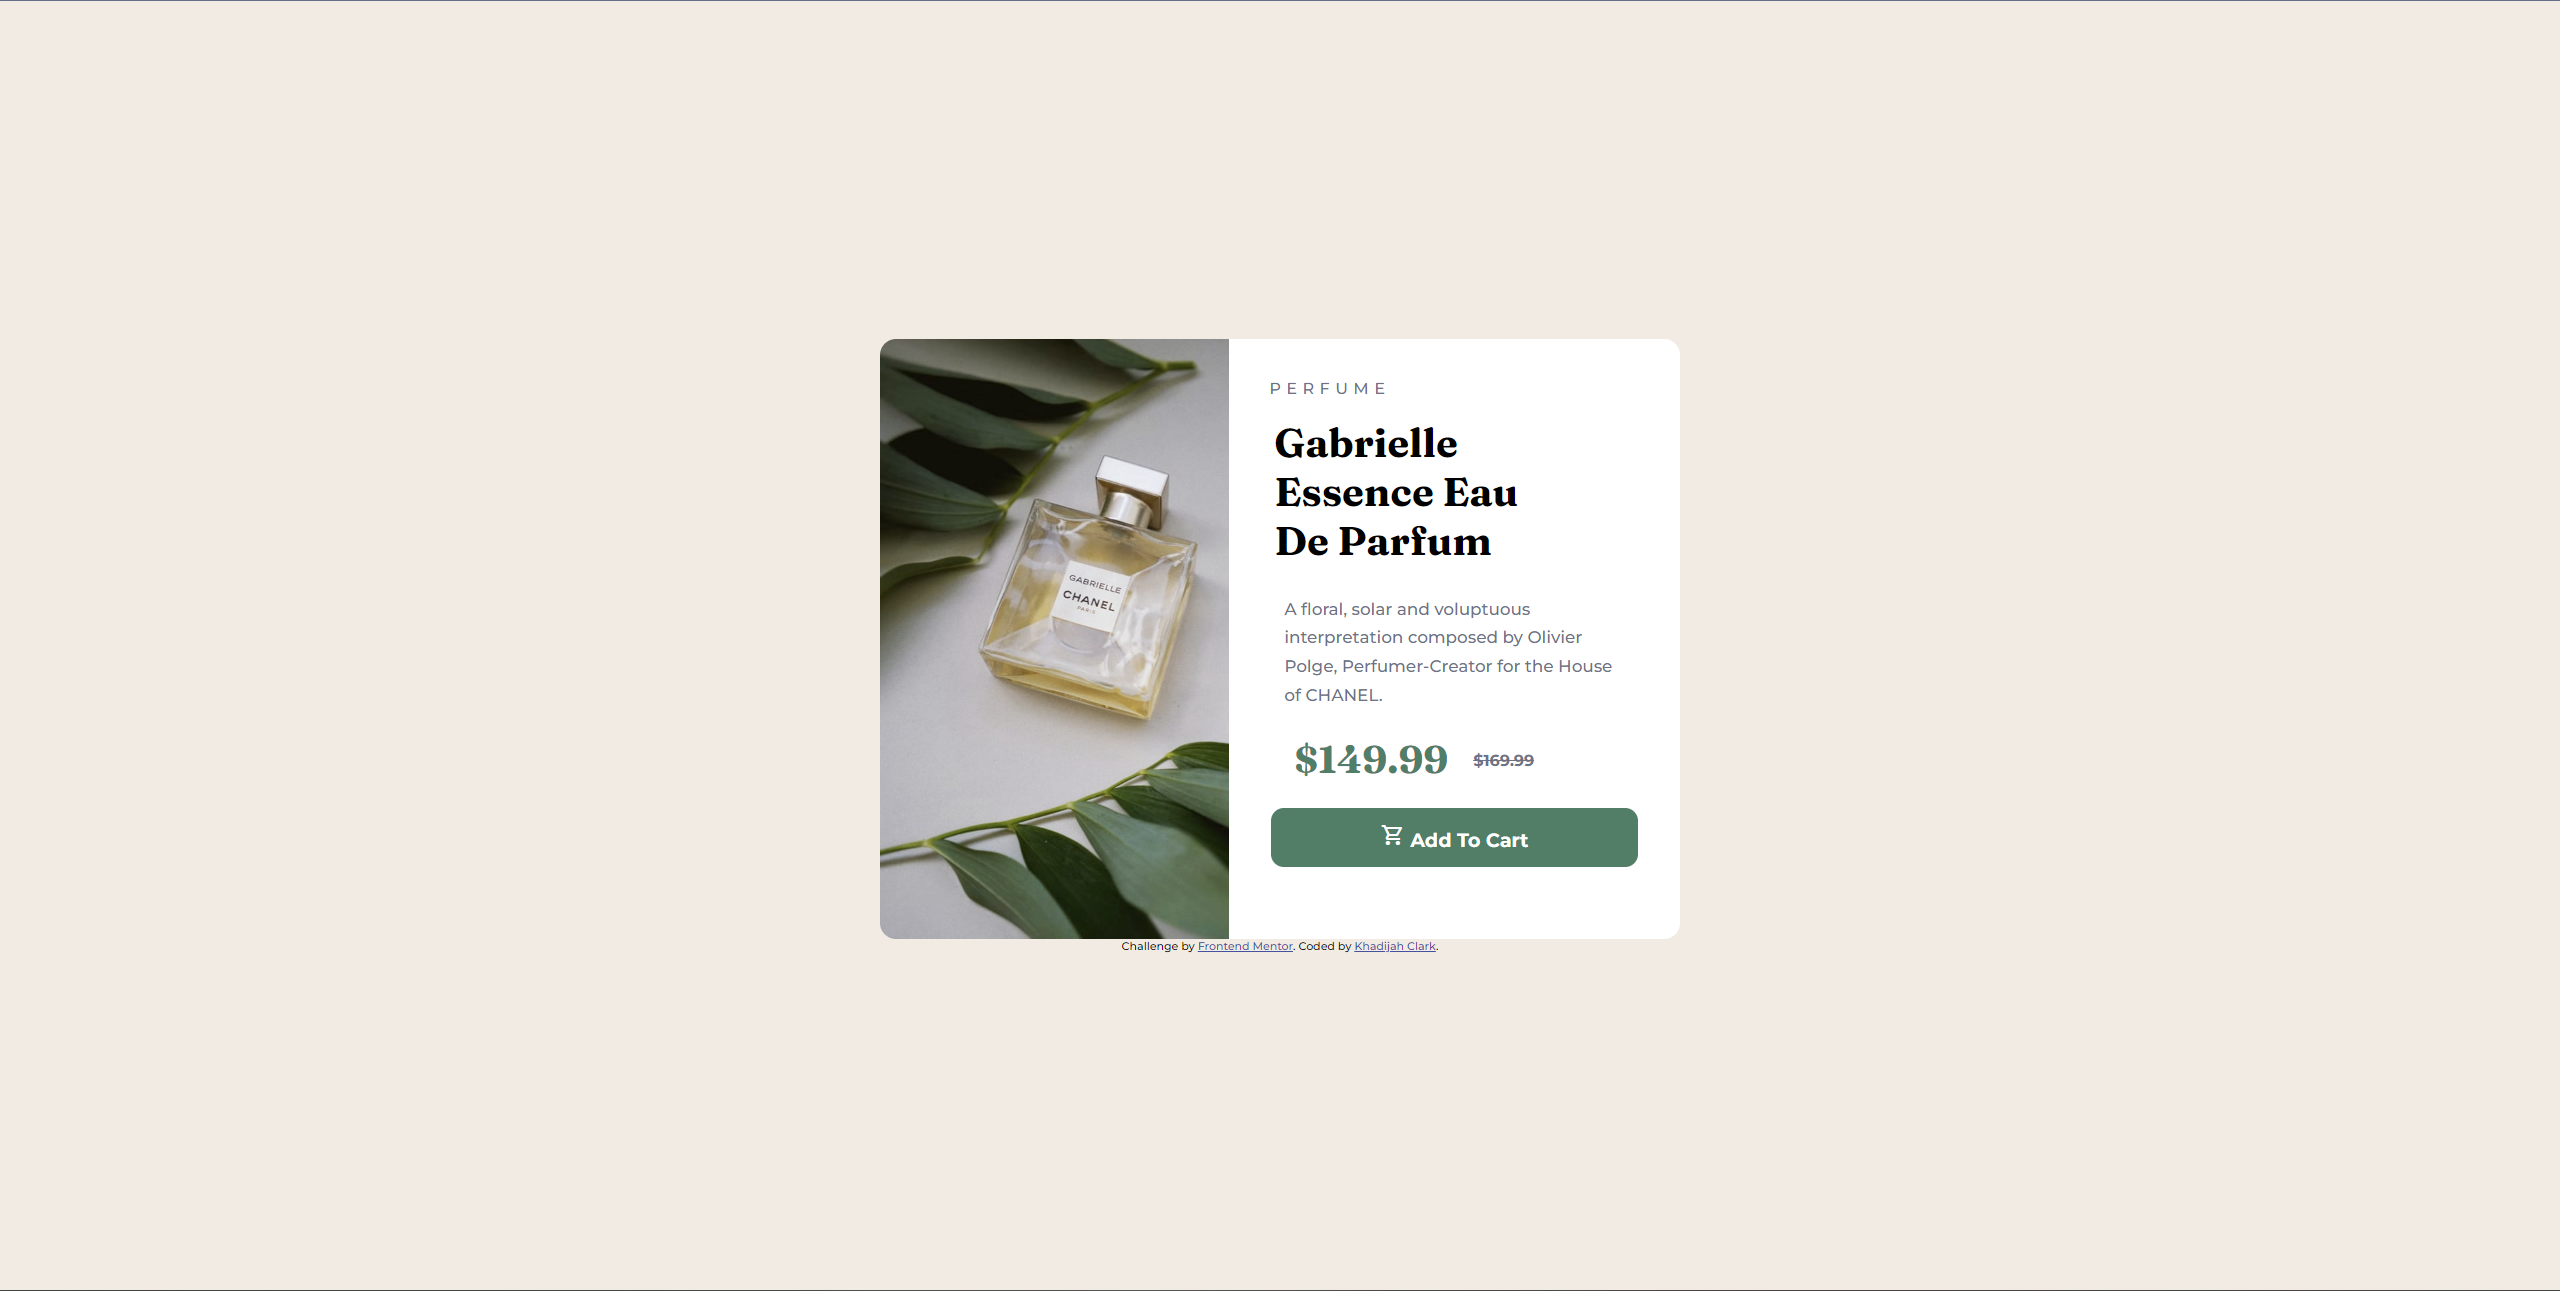 PERFUME
Gabrielle
Essence Eau
De Parfum
A floral, solar and voluptuous
interpretation composed by Olivier
Polge, Perfumer-Creator for the House
of CHANEL.
$149.99 $169.99
Add To Cart
GABRIELLE
CHANEL
PARIS
Challenge by Frontend Mentor. Coded by Khadijah Clark.